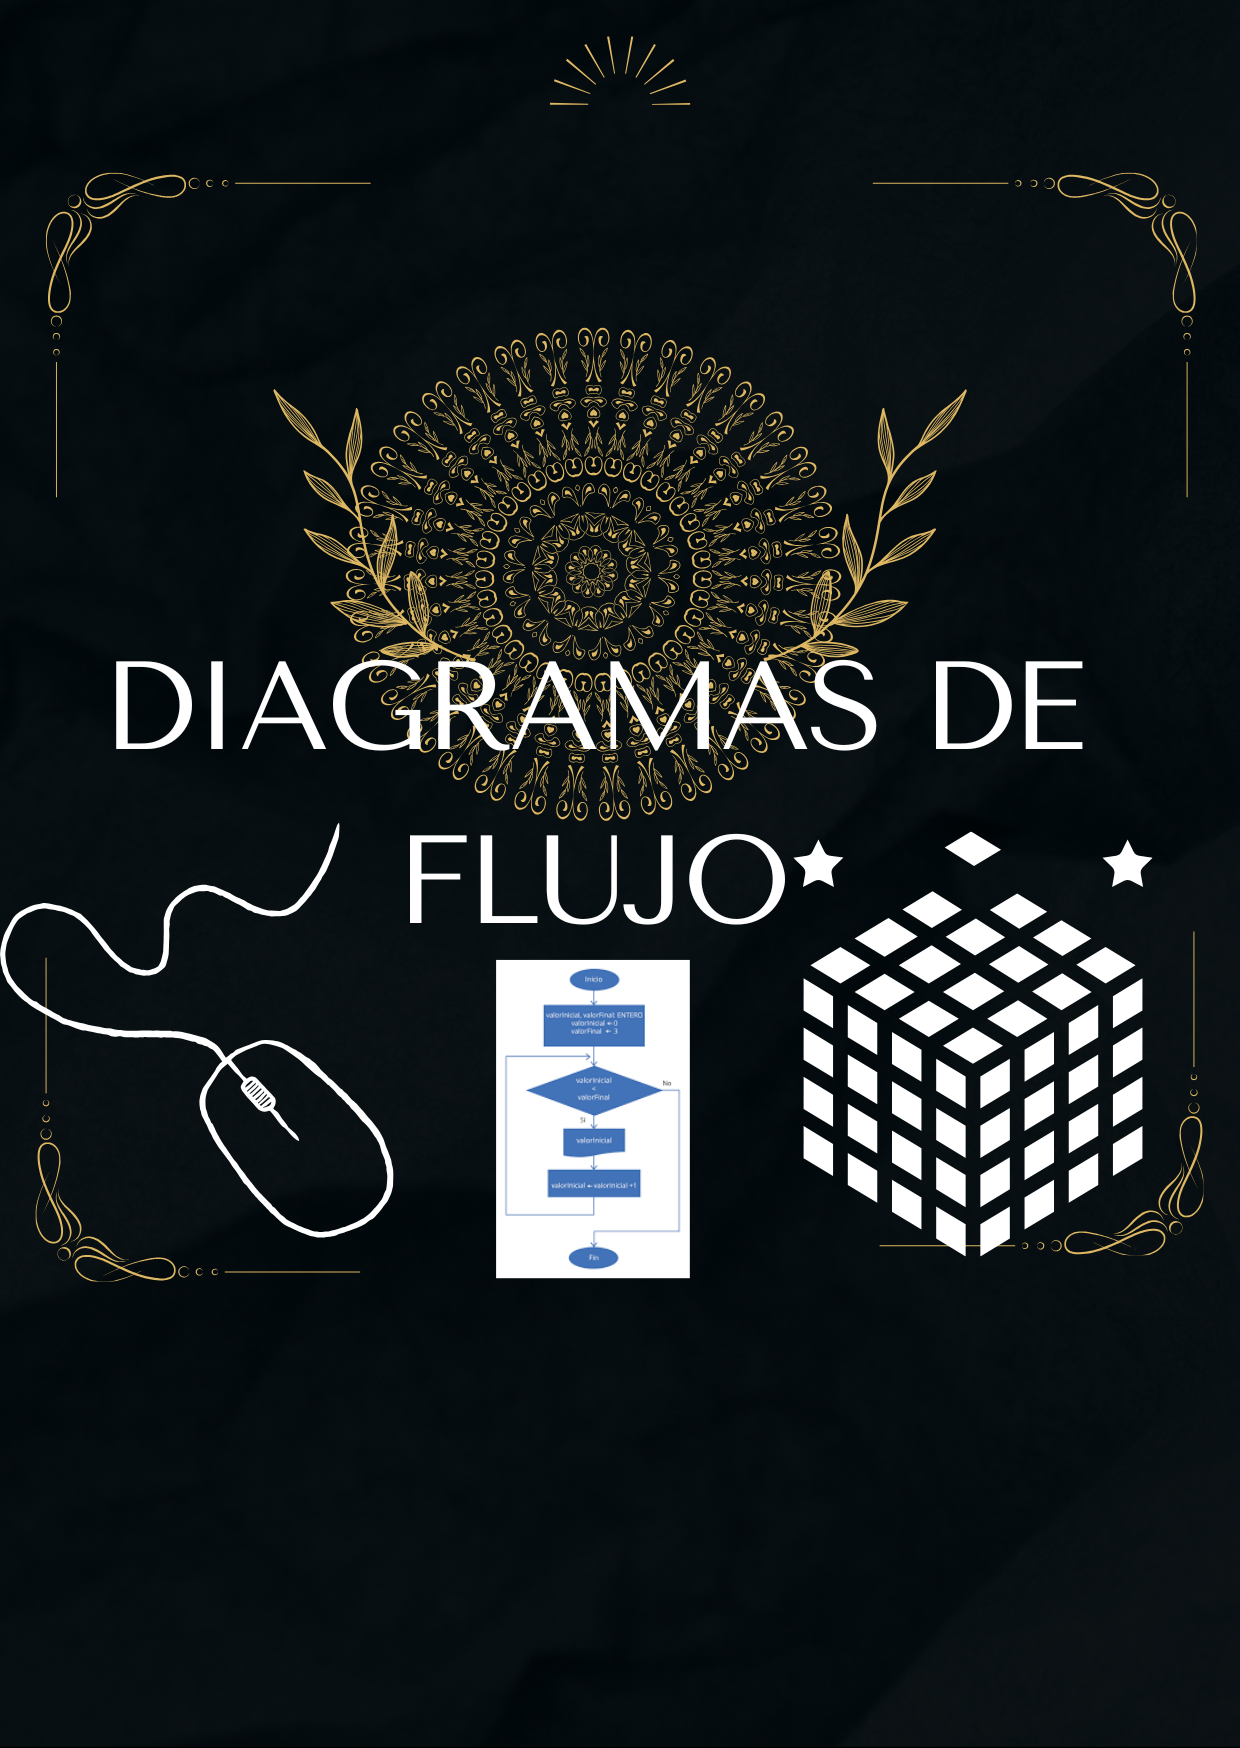 DIAGRAMAS DE
FLUJO
Inicio
valorInicial, valorFinal: ENTERO
valorInicial ← 0
valorFinal ← 3
valorInicial
<
valorFinal
No
Si
valorInicial
valorInicial ← valorInicial +1
Fin